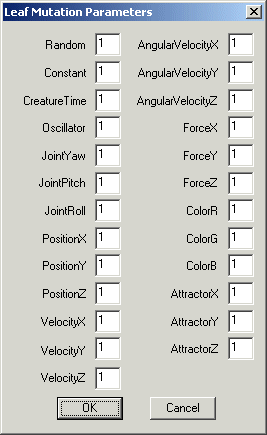 Leaf Mutation Parameters
Random 1 AngularVelocityX 1
Constant 1 AngularVelocityY 1
CreatureTime 1 AngularVelocityZ 1
Oscillator 1 ForceX 1
JointYaw 1 ForceY 1
JointPitch 1 ForceZ 1
JointRoll 1 ColorR 1
PositionX 1 ColorG 1
PositionY 1 ColorB 1
PositionZ 1 AttractorX 1
VelocityX 1 AttractorY 1
VelocityY 1 AttractorZ 1
VelocityZ 1
OK Cancel